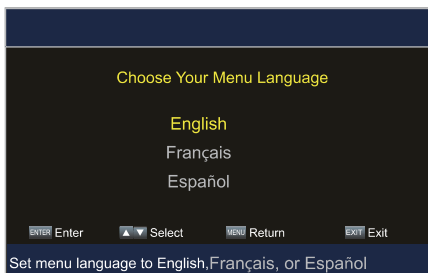 Choose Your Menu Language
English
Français
Español
ENTER Enter ▲ ▼ Select MENU Return EXIT Exit
Set menu language to English,Français, or Español